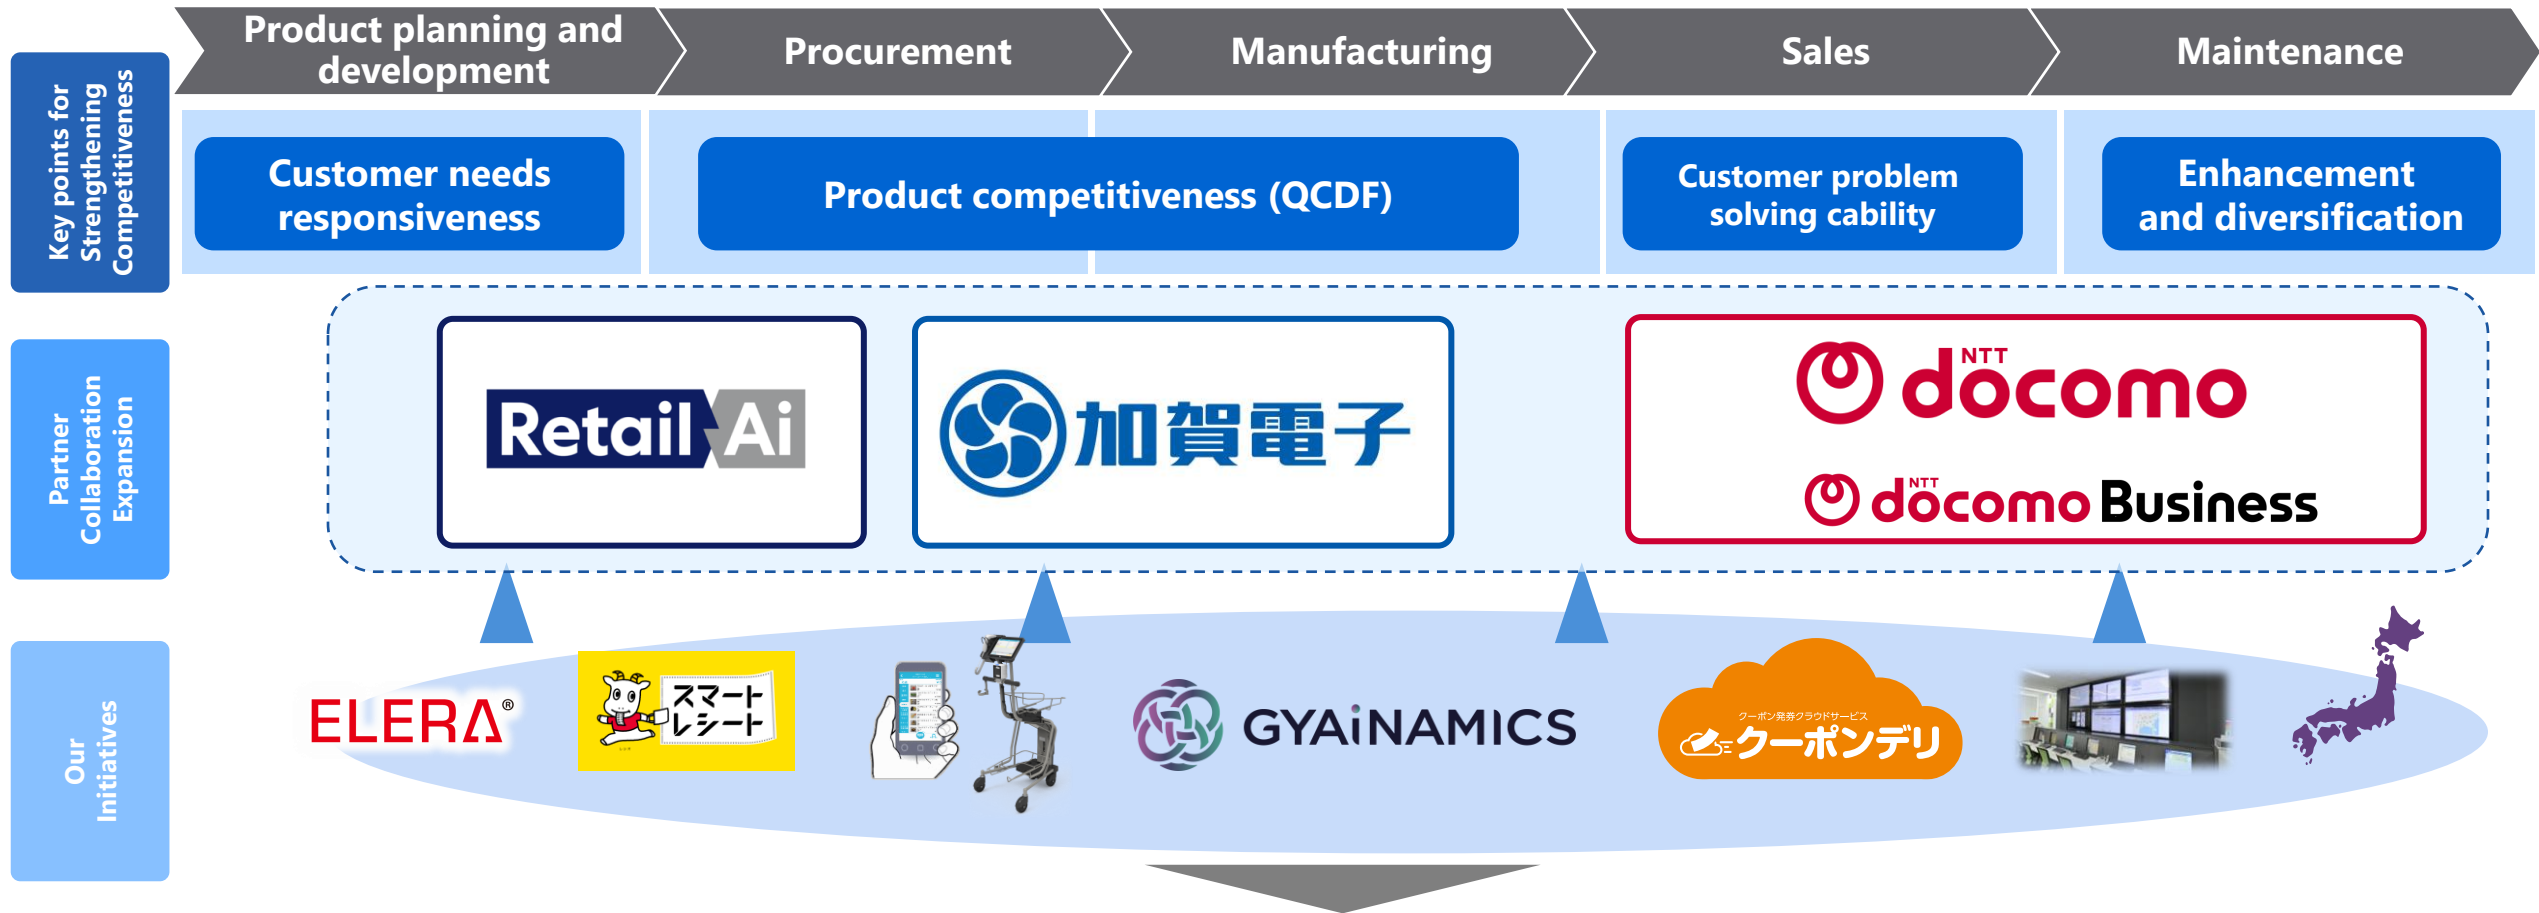 Product planning and
development
Procurement
Manufacturing
Sales
Maintenance
Key points for
Strengthening
Competitiveness
Customer needs
responsiveness
Product competitiveness (QCDF)
Customer problem
solving cability
Enhancement
and diversification
Partner
Collaboration
Expansion
Retail Ai
加賀電子
NTT
docomo
NTT
docomo Business
Our
Initiatives
ELERA®
スマート
レシート
GYAiNAMICS
クーポン発券クラウドサービス
クーポンデリ